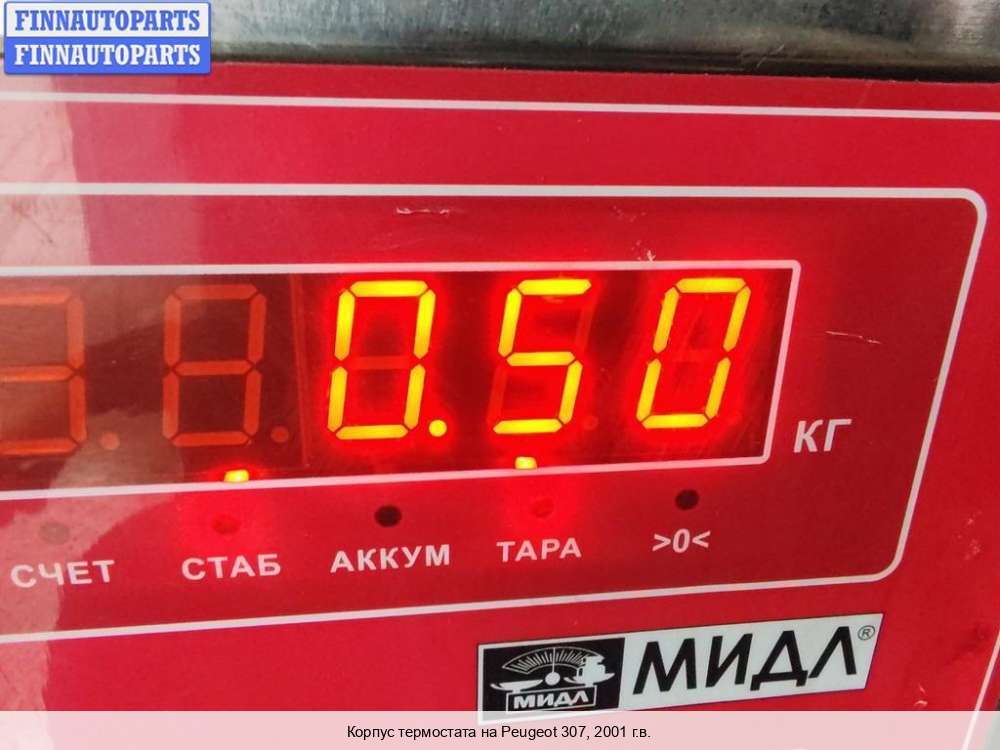 FINNAUTOPARTS
FINNAUTOPARTS
0.50
КГ
СЧЕТ СТАБ АККУМ ТАРА >0<
МИДЛ МИДЛ®
Корпус термостата на Peugeot 307, 2001 г.в.